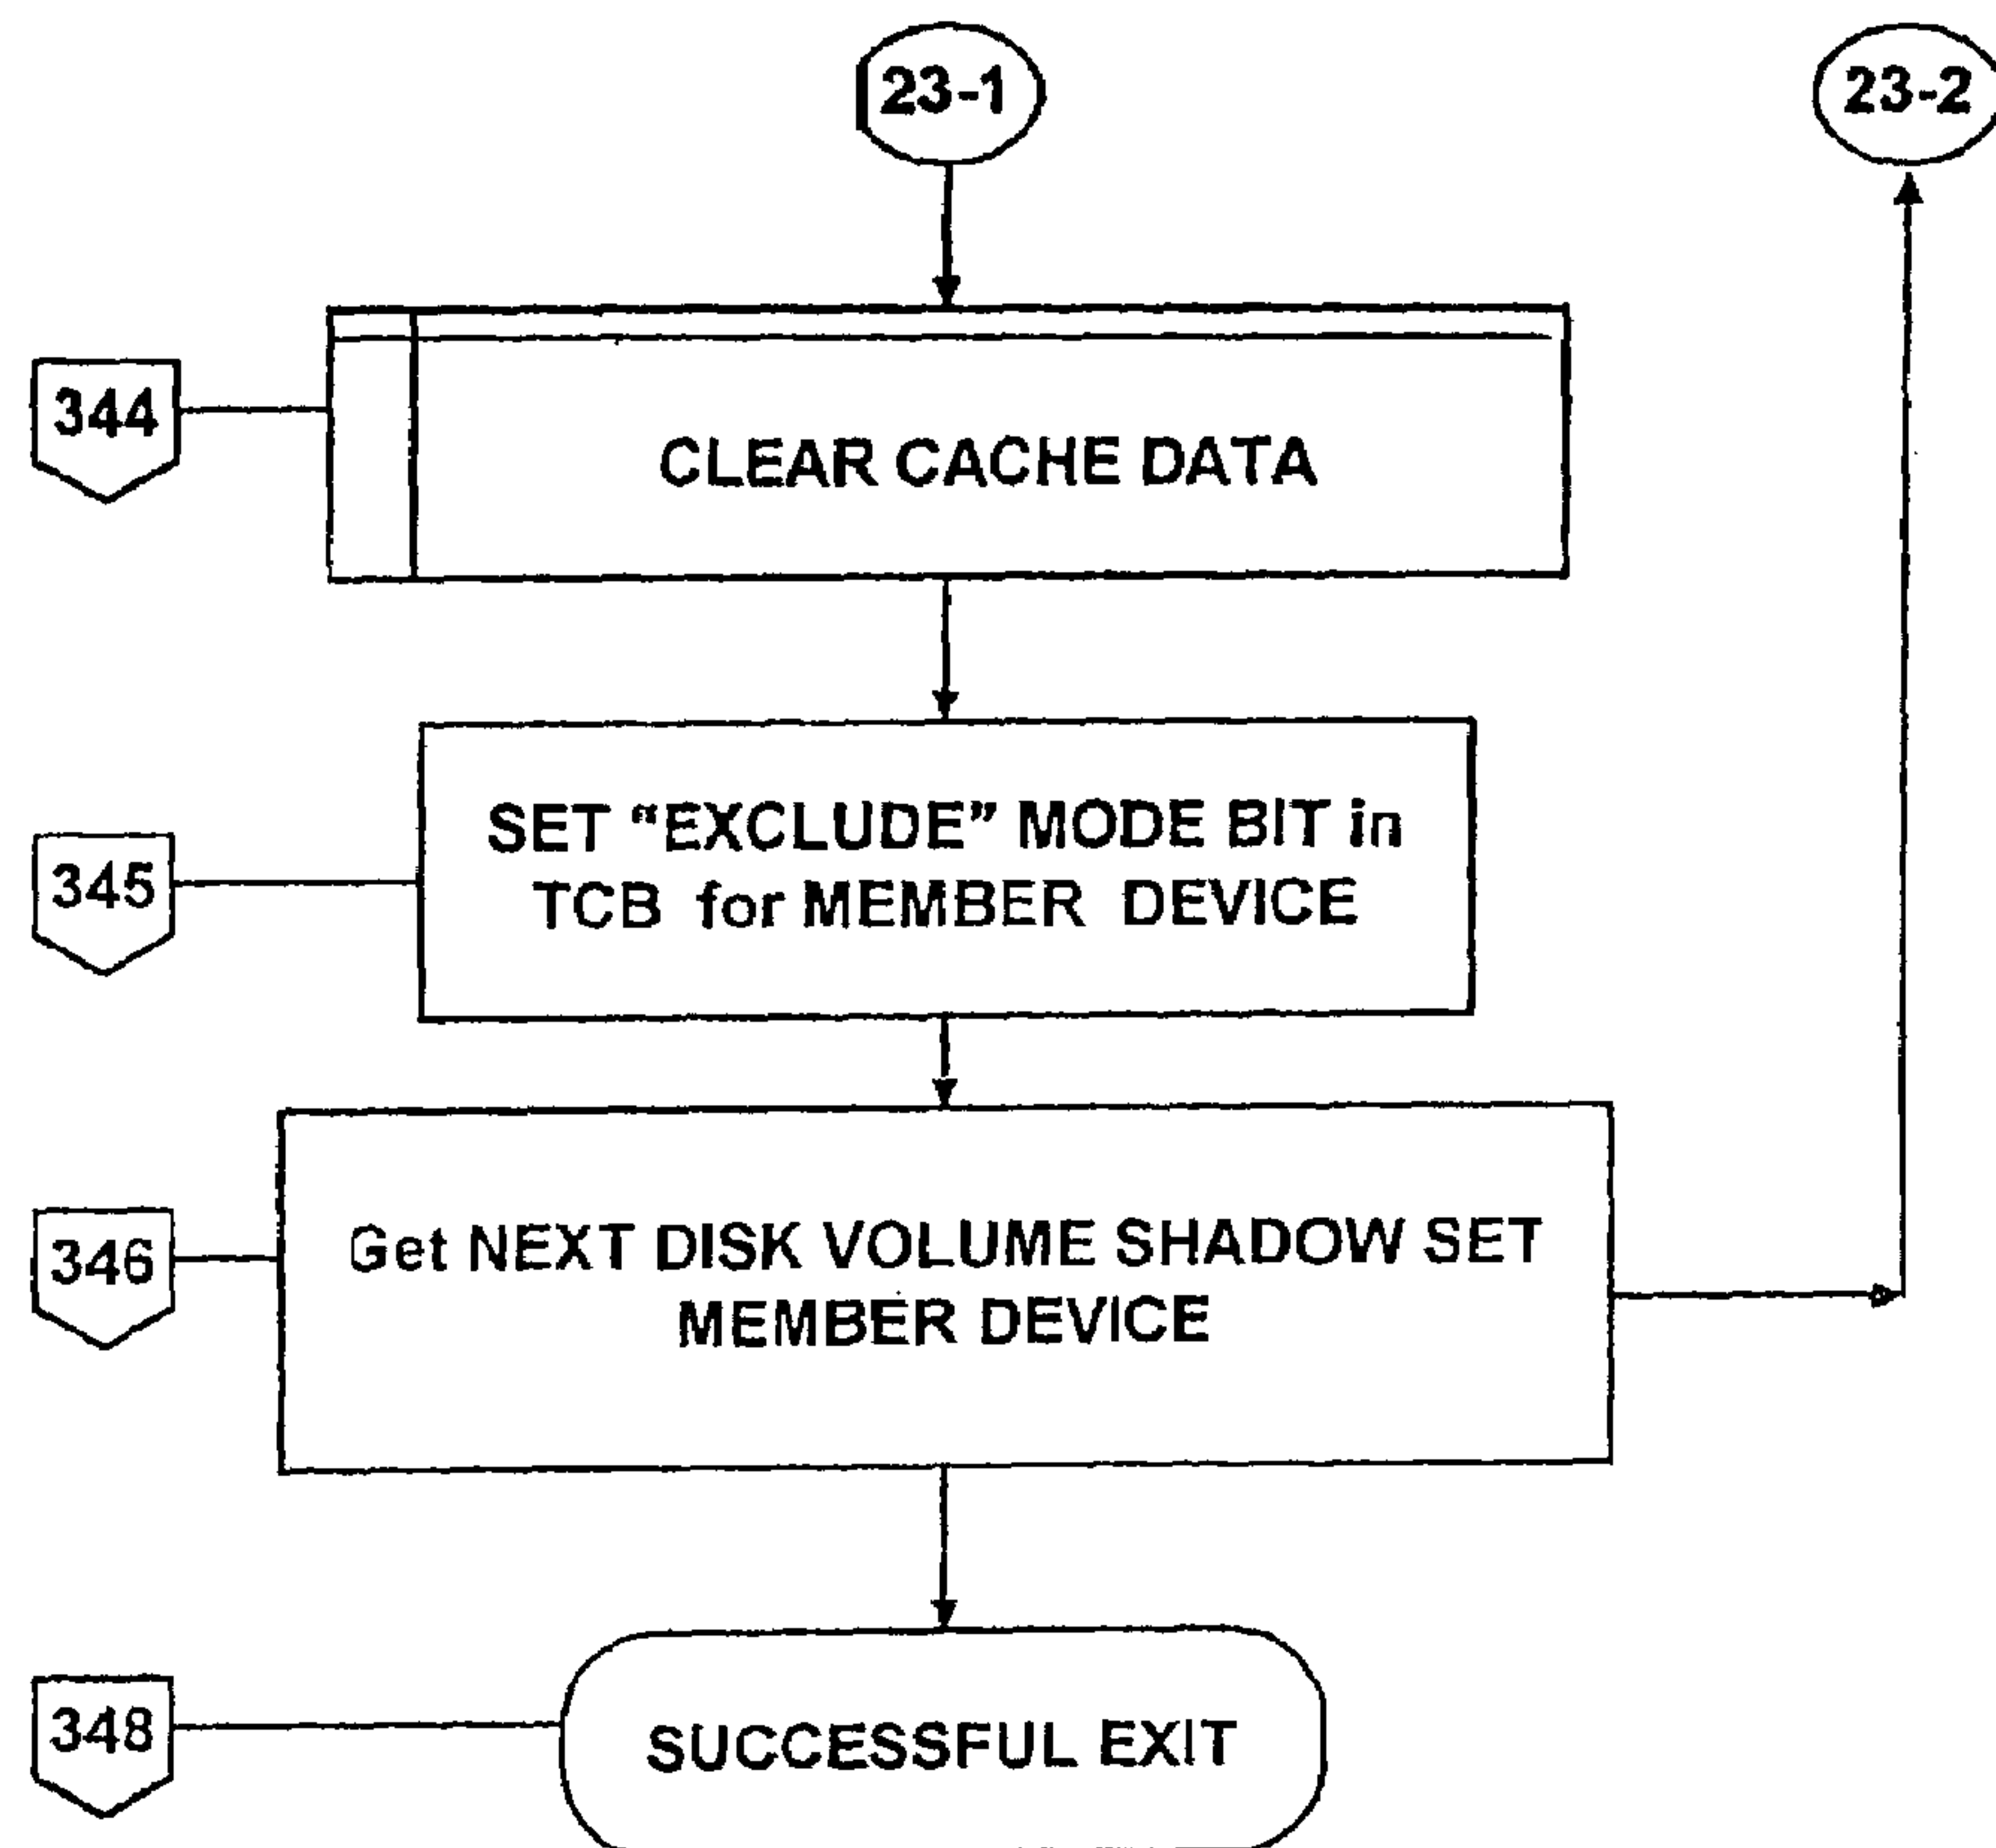 23-1
23-2
344
CLEAR CACHE DATA
345
SET “EXCLUDE” MODE BIT in
TCB for MEMBER DEVICE
346
Get NEXT DISK VOLUME SHADOW SET
MEMBER DEVICE
348
SUCCESSFUL EXIT